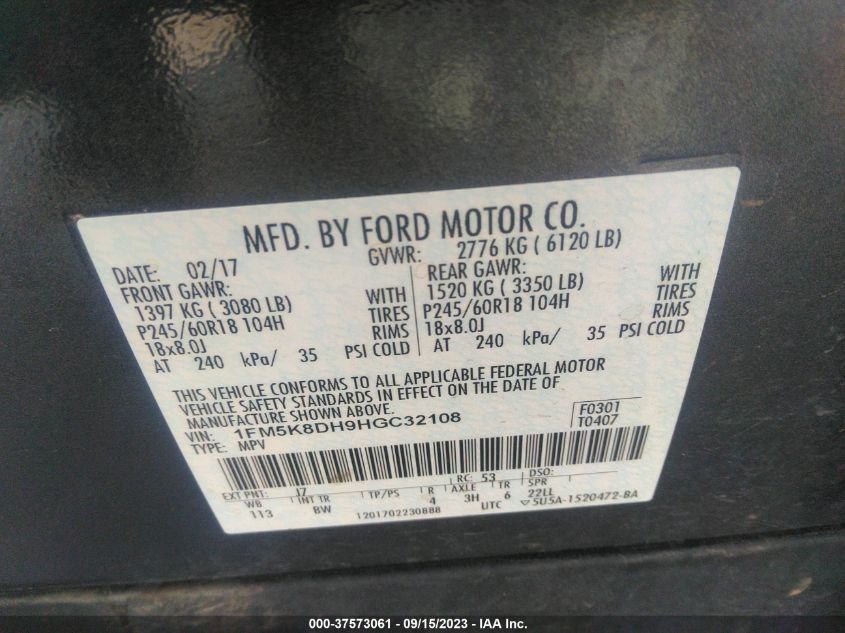 MFD. BY FORD MOTOR CO.
DATE: 02/17 GVWR: 2776 KG ( 6120 LB)
FRONT GAWR: REAR GAWR:
1397 KG ( 3080 LB) WITH 1520 KG ( 3350 LB) WITH
P245/60R18 104H TIRES P245/60R18 104H TIRES
18x8.0J RIMS 18x8.0J RIMS
AT 240 kPa/ 35 PSI COLD AT 240 kPa/ 35 PSI COLD
THIS VEHICLE CONFORMS TO ALL APPLICABLE FEDERAL MOTOR
VEHICLE SAFETY STANDARDS IN EFFECT ON THE DATE OF
MANUFACTURE SHOWN ABOVE.
VIN: 1FM5K8DH9HGC32108 F0301
TYPE: MPV T0407
EXT PNT: J7 RC: 53 DSO:
WB INT TR TP/PS R AXLE TR SPR
113 BW 4 3H 6 22LL
1201702230888 UTC ▽5U5A-1520472-BA
000-37573061 - 09/15/2023 - IAA Inc.